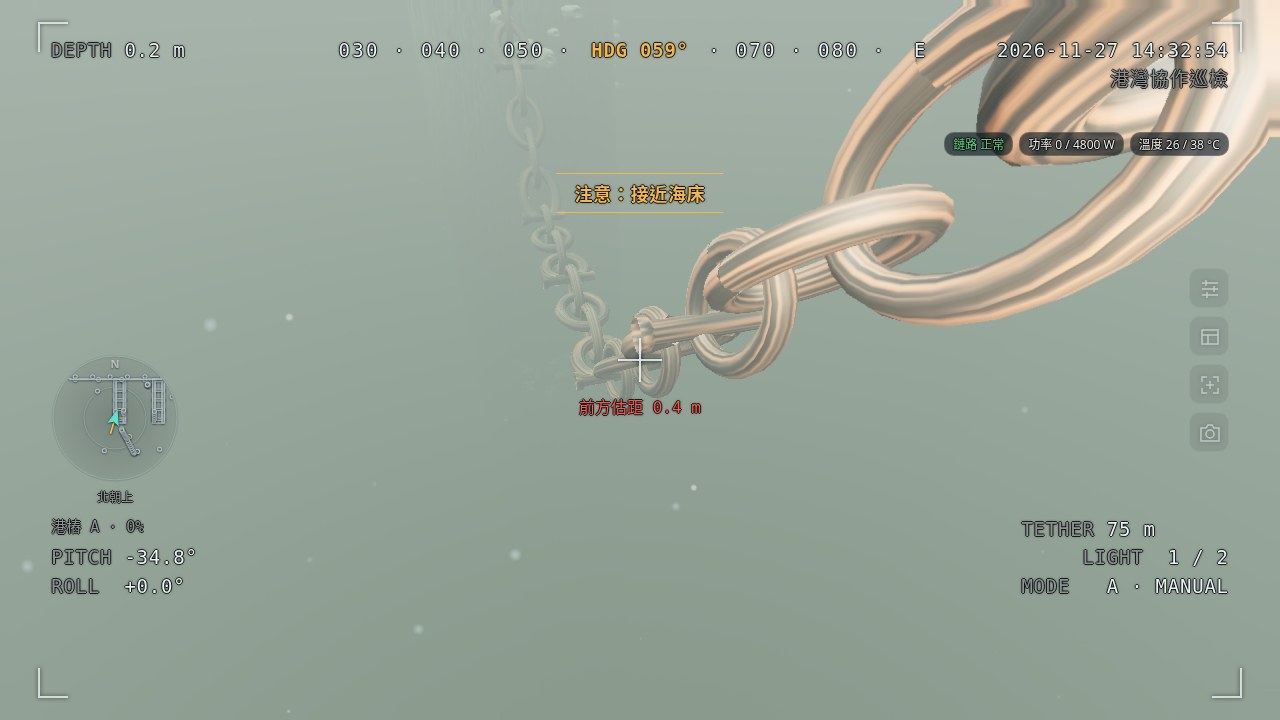 DEPTH 0.2 m
030 · 040 · 050 · HDG 059° · 070 · 080 · E
2026-11-27 14:32:54
港灣協作巡檢
鏈路 正常
功率 0 / 4800 W
溫度 26 / 38 °C
注意：接近海床
前方估距 0.4 m
N
北朝上
港樁 A · 0%
PITCH -34.8°
ROLL +0.0°
TETHER 75 m
LIGHT 1 / 2
MODE A · MANUAL